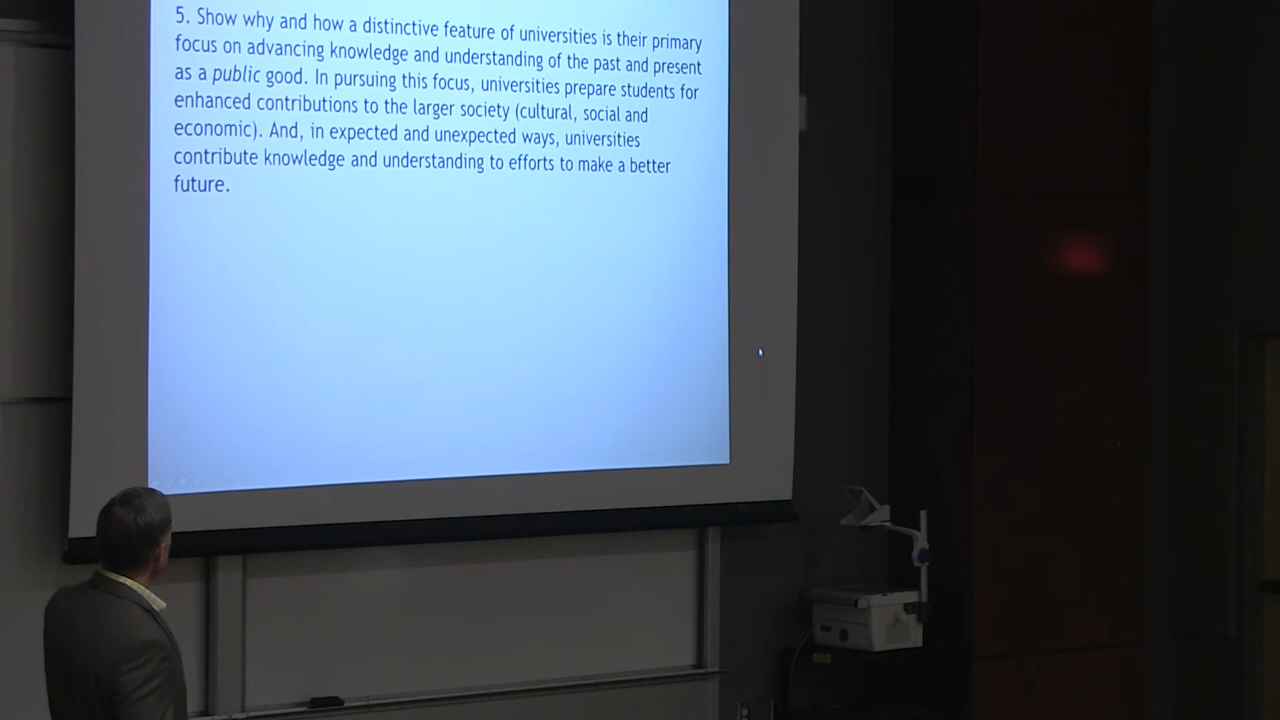 5. Show why and how a distinctive feature of universities is their primary
focus on advancing knowledge and understanding of the past and present
as a public good. In pursuing this focus, universities prepare students for
enhanced contributions to the larger society (cultural, social and
economic). And, in expected and unexpected ways, universities
contribute knowledge and understanding to efforts to make a better
future.